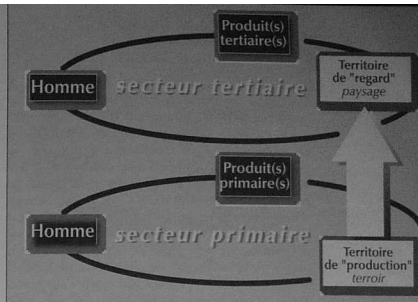 Produit(s)
tertiaire(s)
Territoire
de "regard"
paysage
Homme
secteur tertiaire
Produit(s)
primaire(s)
Homme
secteur primaire
Territoire
de "production"
terroir